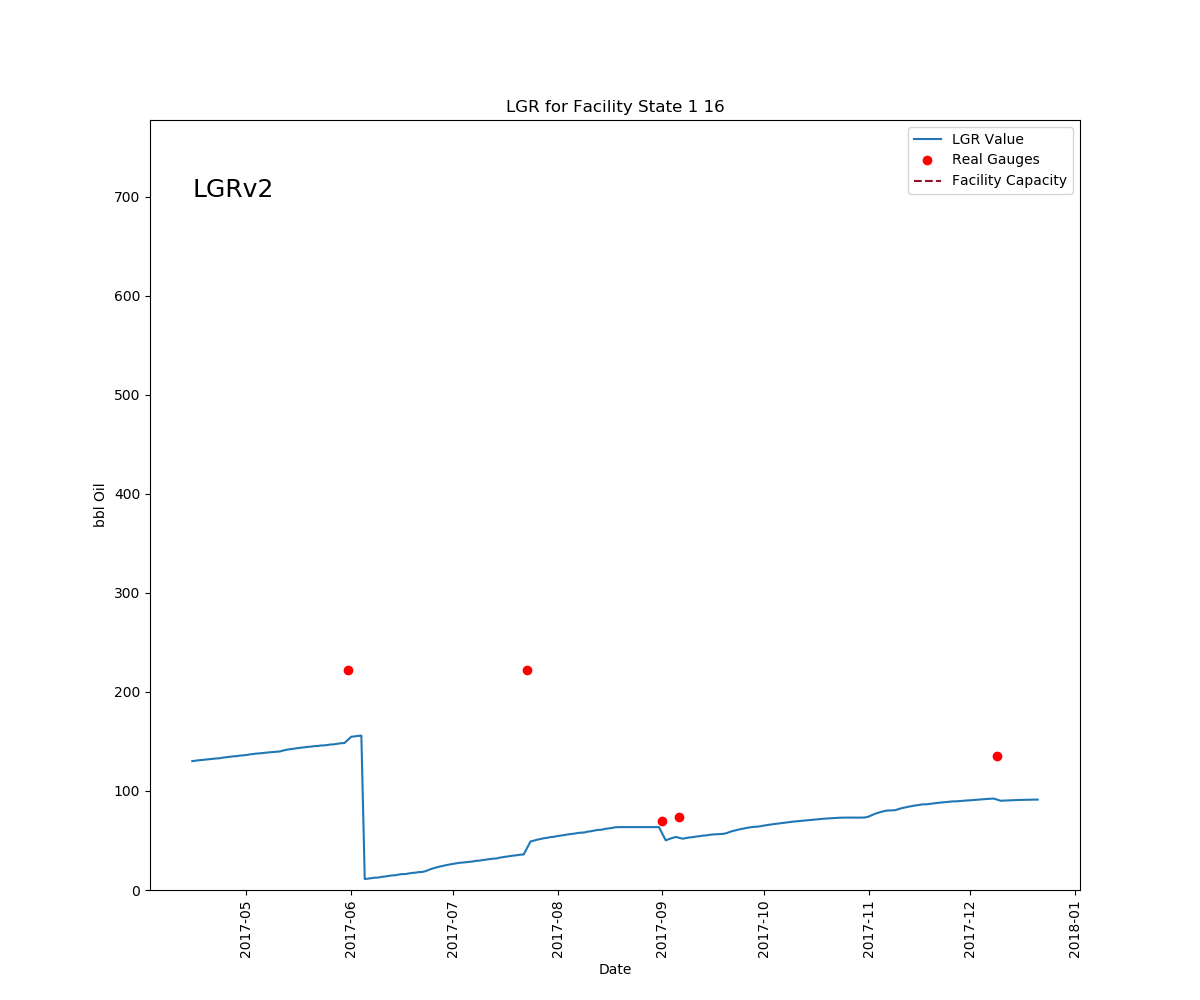 LGR for Facility State 1 16
LGR Value
Real Gauges
Facility Capacity
LGRv2
bbl Oil
700
600
500
400
300
200
100
0
2017-05
2017-06
2017-07
2017-08
2017-09
2017-10
2017-11
2017-12
2018-01
Date